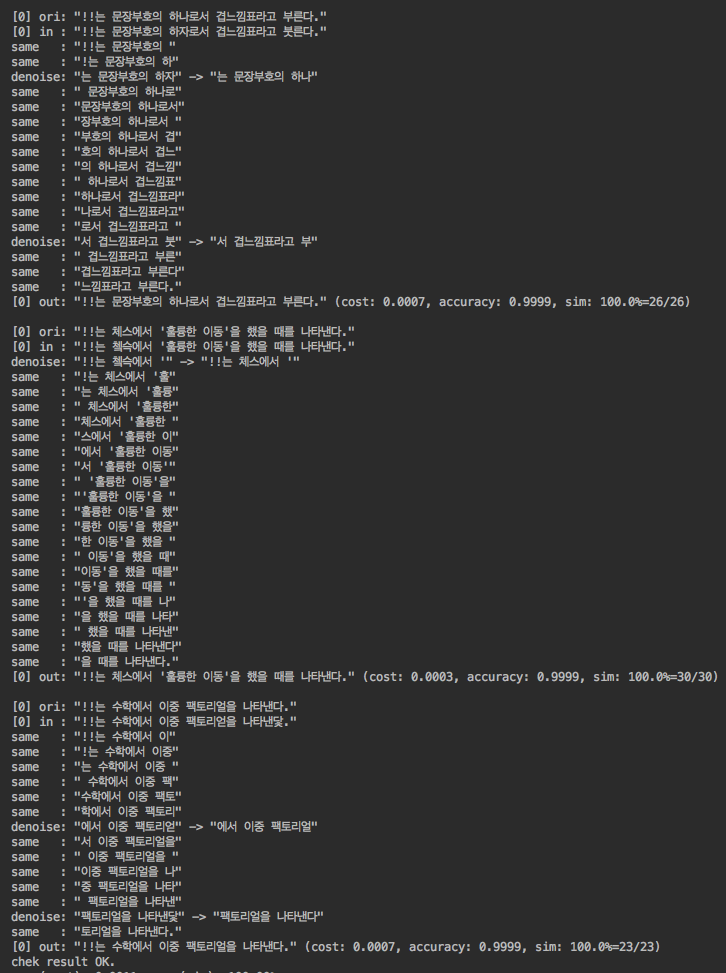 [0] ori: "!!는 문장부호의 하나로서 겹느낌표라고 부른다."
[0] in : "!!는 문장부호의 하자로서 겹느낌표라고 붓른다."
same   : "!!는 문장부호의 "
same   : "!는 문장부호의 하"
denoise: "는 문장부호의 하자" —> "는 문장부호의 하나"
same   : " 문장부호의 하나로"
same   : "문장부호의 하나로서"
same   : "장부호의 하나로서 "
same   : "부호의 하나로서 겹"
same   : "호의 하나로서 겹느"
same   : "의 하나로서 겹느낌"
same   : " 하나로서 겹느낌표"
same   : "하나로서 겹느낌표라"
same   : "나로서 겹느낌표라고"
same   : "로서 겹느낌표라고 "
denoise: "서 겹느낌표라고 붓" —> "서 겹느낌표라고 부"
same   : " 겹느낌표라고 부른"
same   : "겹느낌표라고 부른다"
same   : "느낌표라고 부른다."
[0] out: "!!는 문장부호의 하나로서 겹느낌표라고 부른다." (cost: 0.0007, accuracy: 0.9999, sim: 100.0%=26/26)
[0] ori: "!!는 체스에서 '훌륭한 이동'을 했을 때를 나타낸다."
[0] in : "!!는 쳌슥에서 '훌륭한 이동'을 했을 때를 나타낸다."
denoise: "!!는 쳌슥에서 '" —> "!!는 체스에서 '"
same   : "!는 체스에서 '훌"
same   : "는 체스에서 '훌륭"
same   : " 체스에서 '훌륭한"
same   : "체스에서 '훌륭한 "
same   : "스에서 '훌륭한 이"
same   : "에서 '훌륭한 이동"
same   : "서 '훌륭한 이동'"
same   : " '훌륭한 이동'을"
same   : "'훌륭한 이동'을 "
same   : "훌륭한 이동'을 했"
same   : "륭한 이동'을 했을"
same   : "한 이동'을 했을 "
same   : " 이동'을 했을 때"
same   : "이동'을 했을 때를"
same   : "동'을 했을 때를 "
same   : "'을 했을 때를 나"
same   : "을 했을 때를 나타"
same   : " 했을 때를 나타낸"
same   : "했을 때를 나타낸다"
same   : "을 때를 나타낸다."
[0] out: "!!는 체스에서 '훌륭한 이동'을 했을 때를 나타낸다." (cost: 0.0003, accuracy: 0.9999, sim: 100.0%=30/30)
[0] ori: "!!는 수학에서 이중 팩토리얼을 나타낸다."
[0] in : "!!는 수학에서 이중 팩토리얻을 나타낸닻."
same   : "!!는 수학에서 이"
same   : "!는 수학에서 이중"
same   : "는 수학에서 이중 "
same   : " 수학에서 이중 팩"
same   : "수학에서 이중 팩토"
same   : "학에서 이중 팩토리"
denoise: "에서 이중 팩토리얻" —> "에서 이중 팩토리얼"
same   : "서 이중 팩토리얼을"
same   : " 이중 팩토리얼을 "
same   : "이중 팩토리얼을 나"
same   : "중 팩토리얼을 나타"
same   : " 팩토리얼을 나타낸"
denoise: "팩토리얼을 나타낸닻" —> "팩토리얼을 나타낸다"
same   : "토리얼을 나타낸다."
[0] out: "!!는 수학에서 이중 팩토리얼을 나타낸다." (cost: 0.0007, accuracy: 0.9999, sim: 100.0%=23/23)
chek result OK.